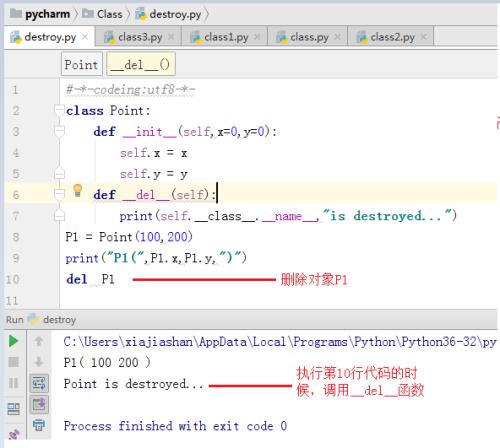 pycharm Class destroy.py
destroy.py class3.py class1.py class.py class2.py
Point __del__()
1 #-*-codeing:utf8-*-
2 class Point:
3 def __init__(self,x=0,y=0):
4 self.x = x
5 self.y = y
6 def __del__(self):
7 print(self.__class__.__name__,"is destroyed...")
8 P1 = Point(100,200)
9 print("P1(",P1.x,P1.y,")")
10 del P1 删除对象P1
11
Run destroy
C:\Users\xiajiashan\AppData\Local\Programs\Python\Python36-32\py
P1( 100 200 )
Point is destroyed...
执行第10行代码的时
候，调用__del__函数
Process finished with exit code 0